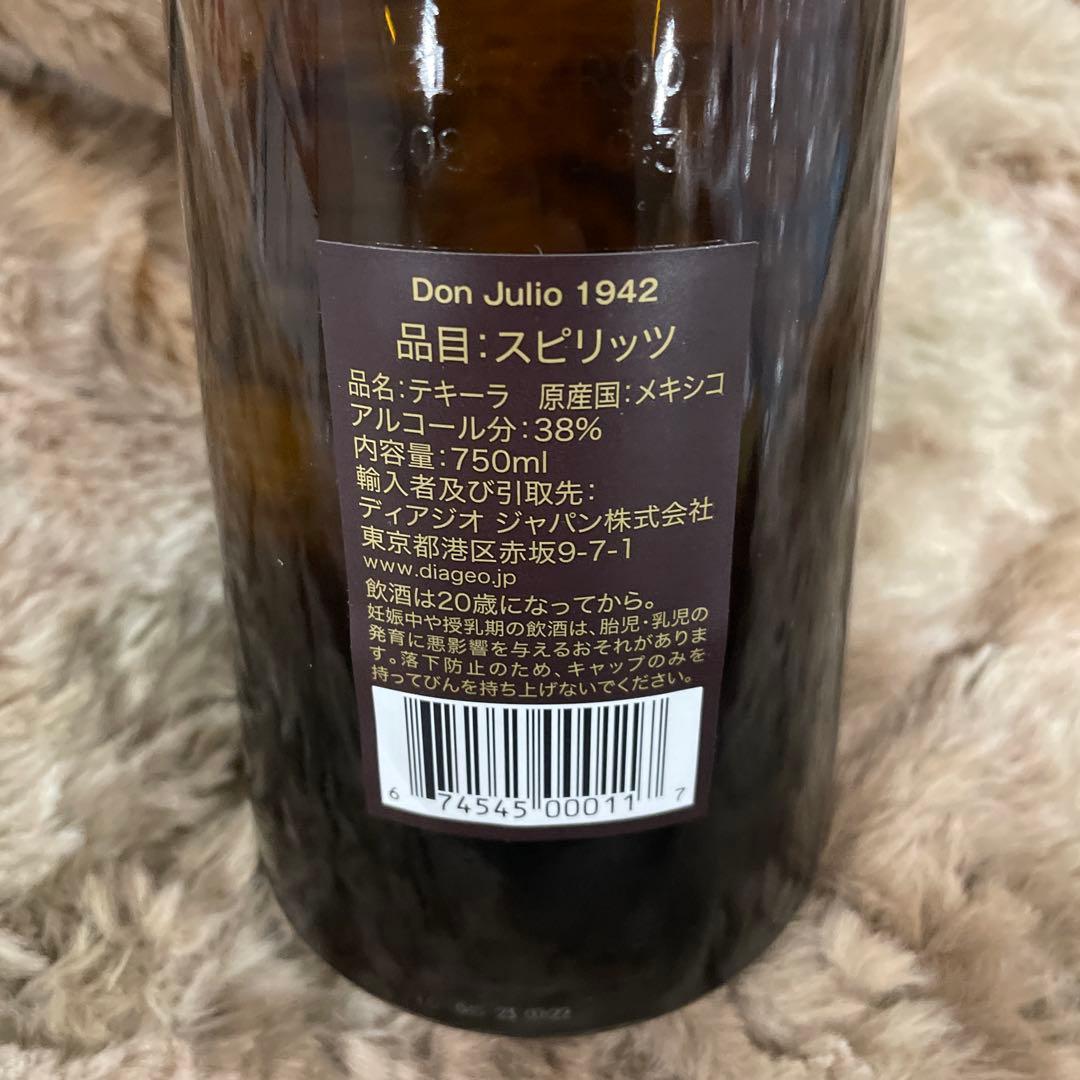 Don Julio 1942
品目:スピリッツ
品名:テキーラ 原産国:メキシコ
アルコール分:38%
内容量:750ml
輸入者及び引取先:
ディアジオ ジャパン株式会社
東京都港区赤坂9-7-1
www.diageo.jp
飲酒は20歳になってから。
妊娠中や授乳期の飲酒は、胎児・乳児の
発育に悪影響を与えるおそれがありま
す。落下防止のため、キャップのみを
持ってびんを持ち上げないでください。
6 74545 00011 7